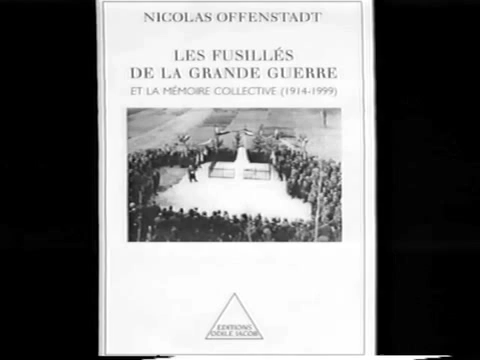 NICOLAS OFFENSTADT
LES FUSILLÉS
DE LA GRANDE GUERRE
ET LA MÉMOIRE COLLECTIVE (1914-1999)
EDITIONS
ODILE JACOB